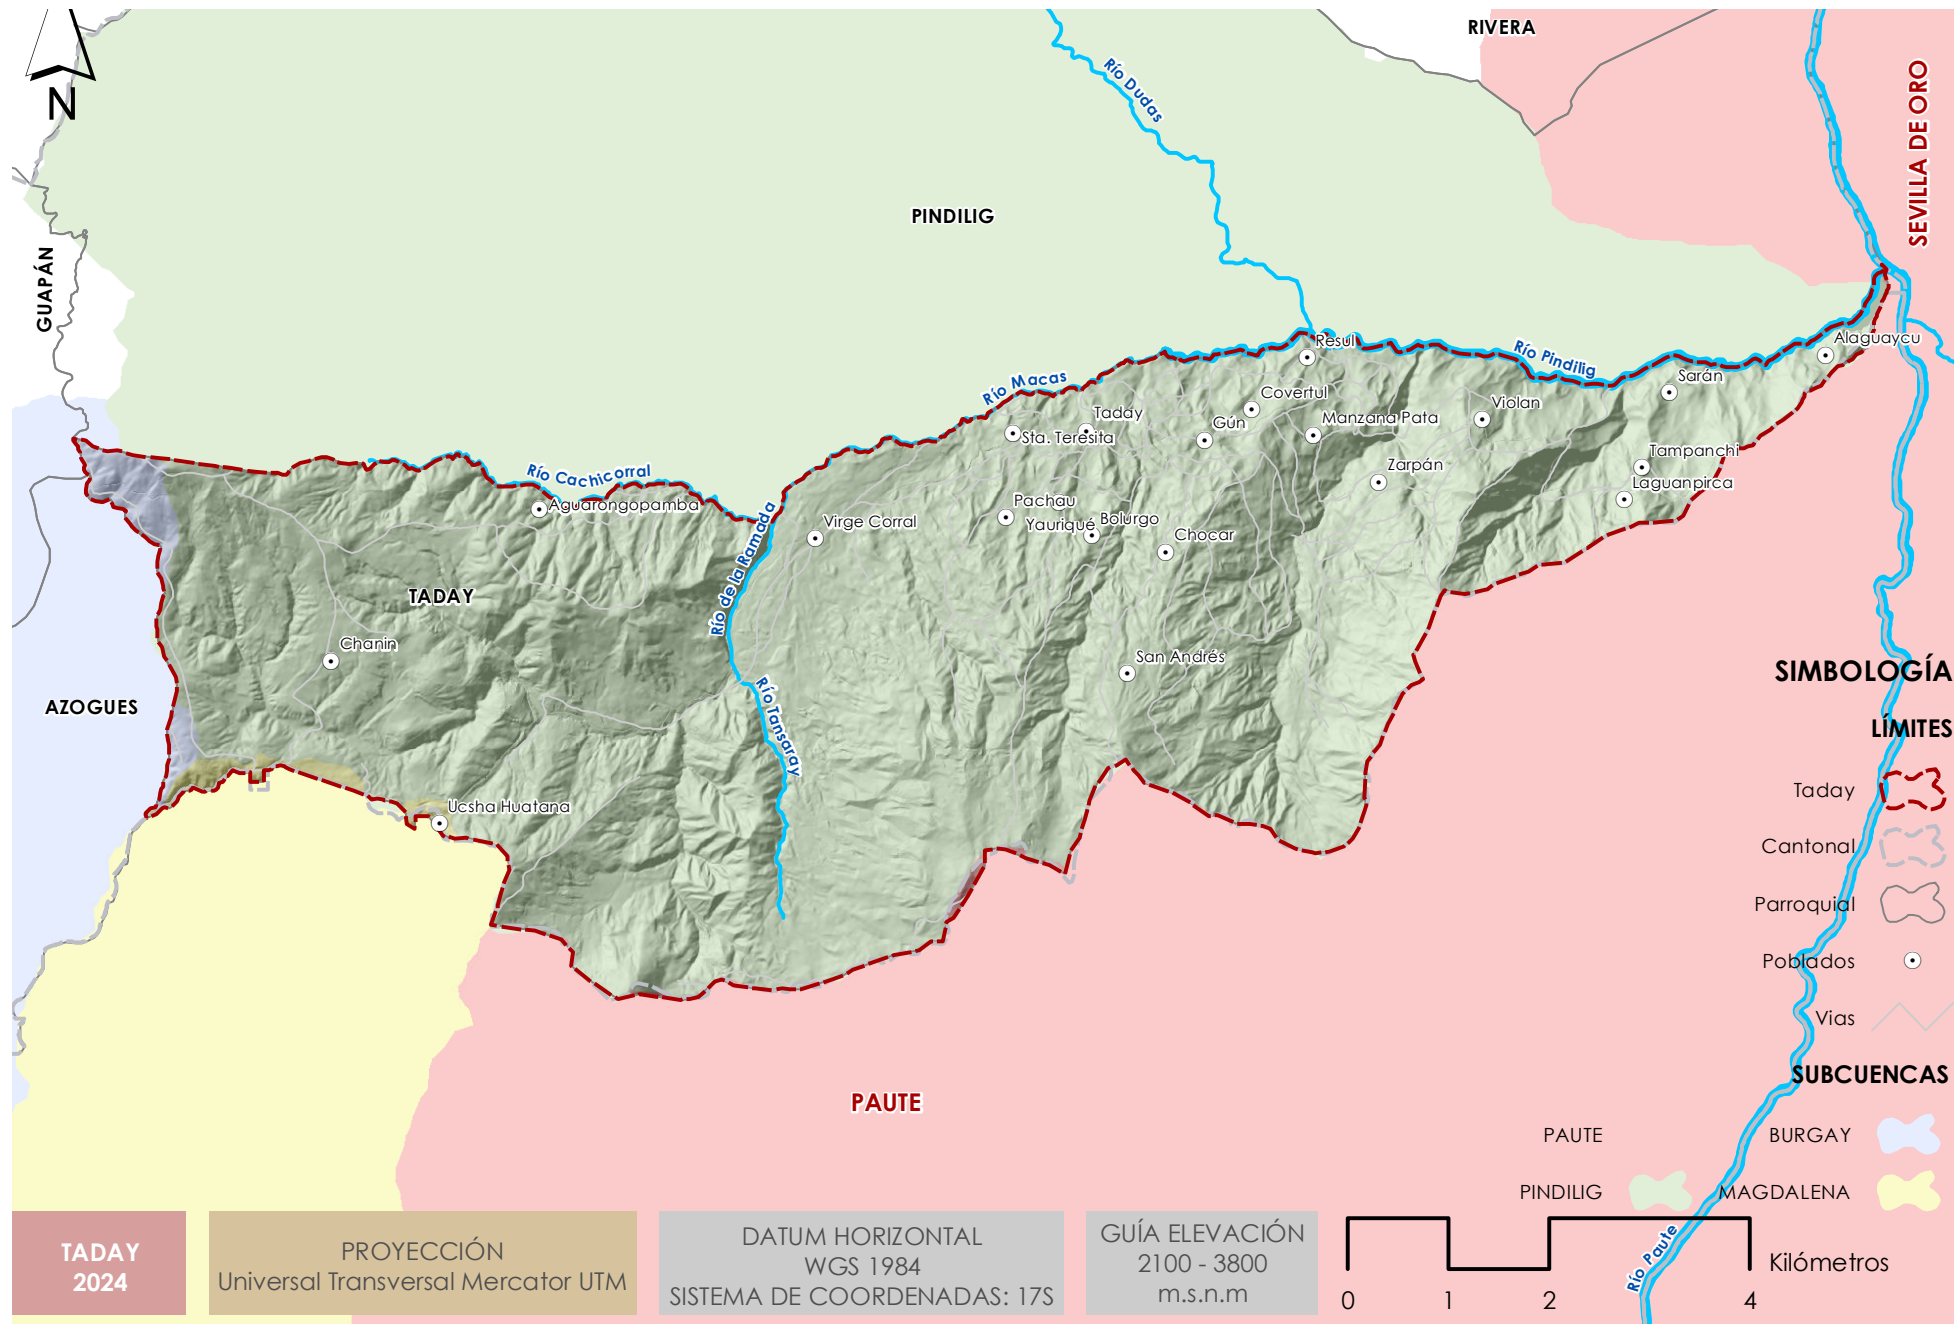 N
RIVERA
SEVILLA DE ORO
Río Dudas
PINDILIG
GUAPÁN
Resul
Río Pindilig
Alaguaycu
Río Macas
Sarán
Covertul
Violan
Taday
Gún
Manzana Pata
Sta. Teresita
Tampanchi
Zarpán
Río Cachicorral
Laguanpirca
Aguarongopamba
Pachau
Virge Corral
Yauriqué
Bolurgo
Chocar
Río de la Ramada
TADAY
Chanin
San Andrés
Río Tansaray
AZOGUES
Ucsha Huatana
PAUTE
SIMBOLOGÍA
LÍMITES
Taday
Cantonal
Parroquial
Poblados
Vias
SUBCUENCAS
PAUTE
BURGAY
PINDILIG
MAGDALENA
Río Paute
TADAY
2024
PROYECCIÓN
Universal Transversal Mercator UTM
DATUM HORIZONTAL
WGS 1984
SISTEMA DE COORDENADAS: 17S
GUÍA ELEVACIÓN
2100 - 3800
m.s.n.m
Kilómetros
0 1 2 4